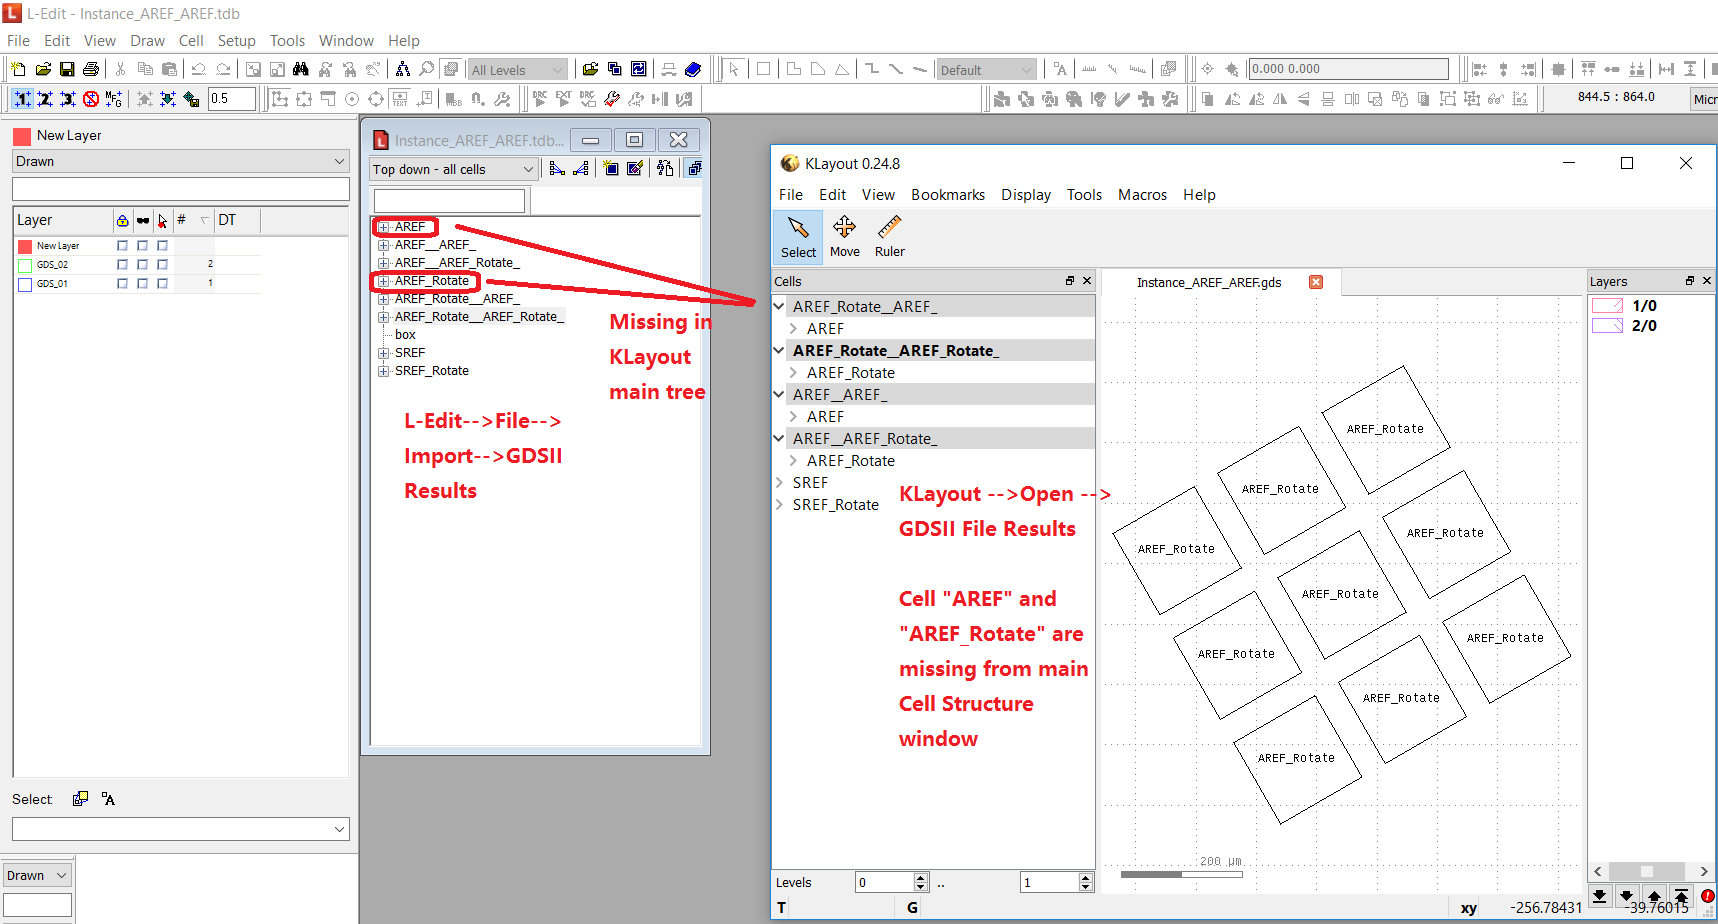 L-Edit - Instance_AREF_AREF.tdb
File Edit View Draw Cell Setup Tools Window Help
All Levels
Default
0.000 0.000
0.5
844.5 : 864.0
Micr
New Layer
Drawn
Layer # DT
New Layer
GDS_02 2
GDS_01 1
Select:
Drawn
Instance_AREF_AREF.tdb...
Top down - all cells
AREF
AREF__AREF_
AREF__AREF_Rotate_
AREF_Rotate
AREF_Rotate__AREF_
AREF_Rotate__AREF_Rotate_
box
SREF
SREF_Rotate
L-Edit-->File-->
Import-->GDSII
Results
Missing in
KLayout
main tree
KLayout 0.24.8
File Edit View Bookmarks Display Tools Macros Help
Select Move Ruler
Cells
AREF_Rotate__AREF_
AREF
AREF_Rotate__AREF_Rotate_
AREF_Rotate
AREF__AREF_
AREF
AREF__AREF_Rotate_
AREF_Rotate
SREF
SREF_Rotate
KLayout -->Open -->
GDSII File Results
Cell "AREF" and
"AREF_Rotate" are
missing from main
Cell Structure
window
Levels 0 .. 1
T G
Instance_AREF_AREF.gds
AREF_Rotate
AREF_Rotate
AREF_Rotate
AREF_Rotate
AREF_Rotate
AREF_Rotate
AREF_Rotate
AREF_Rotate
AREF_Rotate
200 µm
Layers
1/0
2/0
xy -256.78431 -39.76015